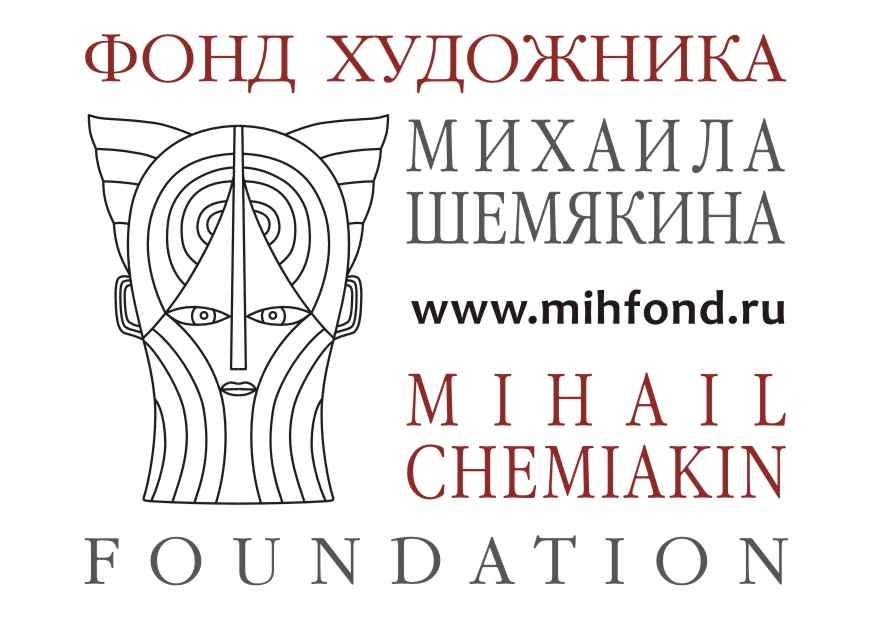 ФОНД ХУДОЖНИКА
МИХАИЛА
ШЕМЯКИНА
www.mihfond.ru
MIHAIL
CHEMIAKIN
FOUNDATION